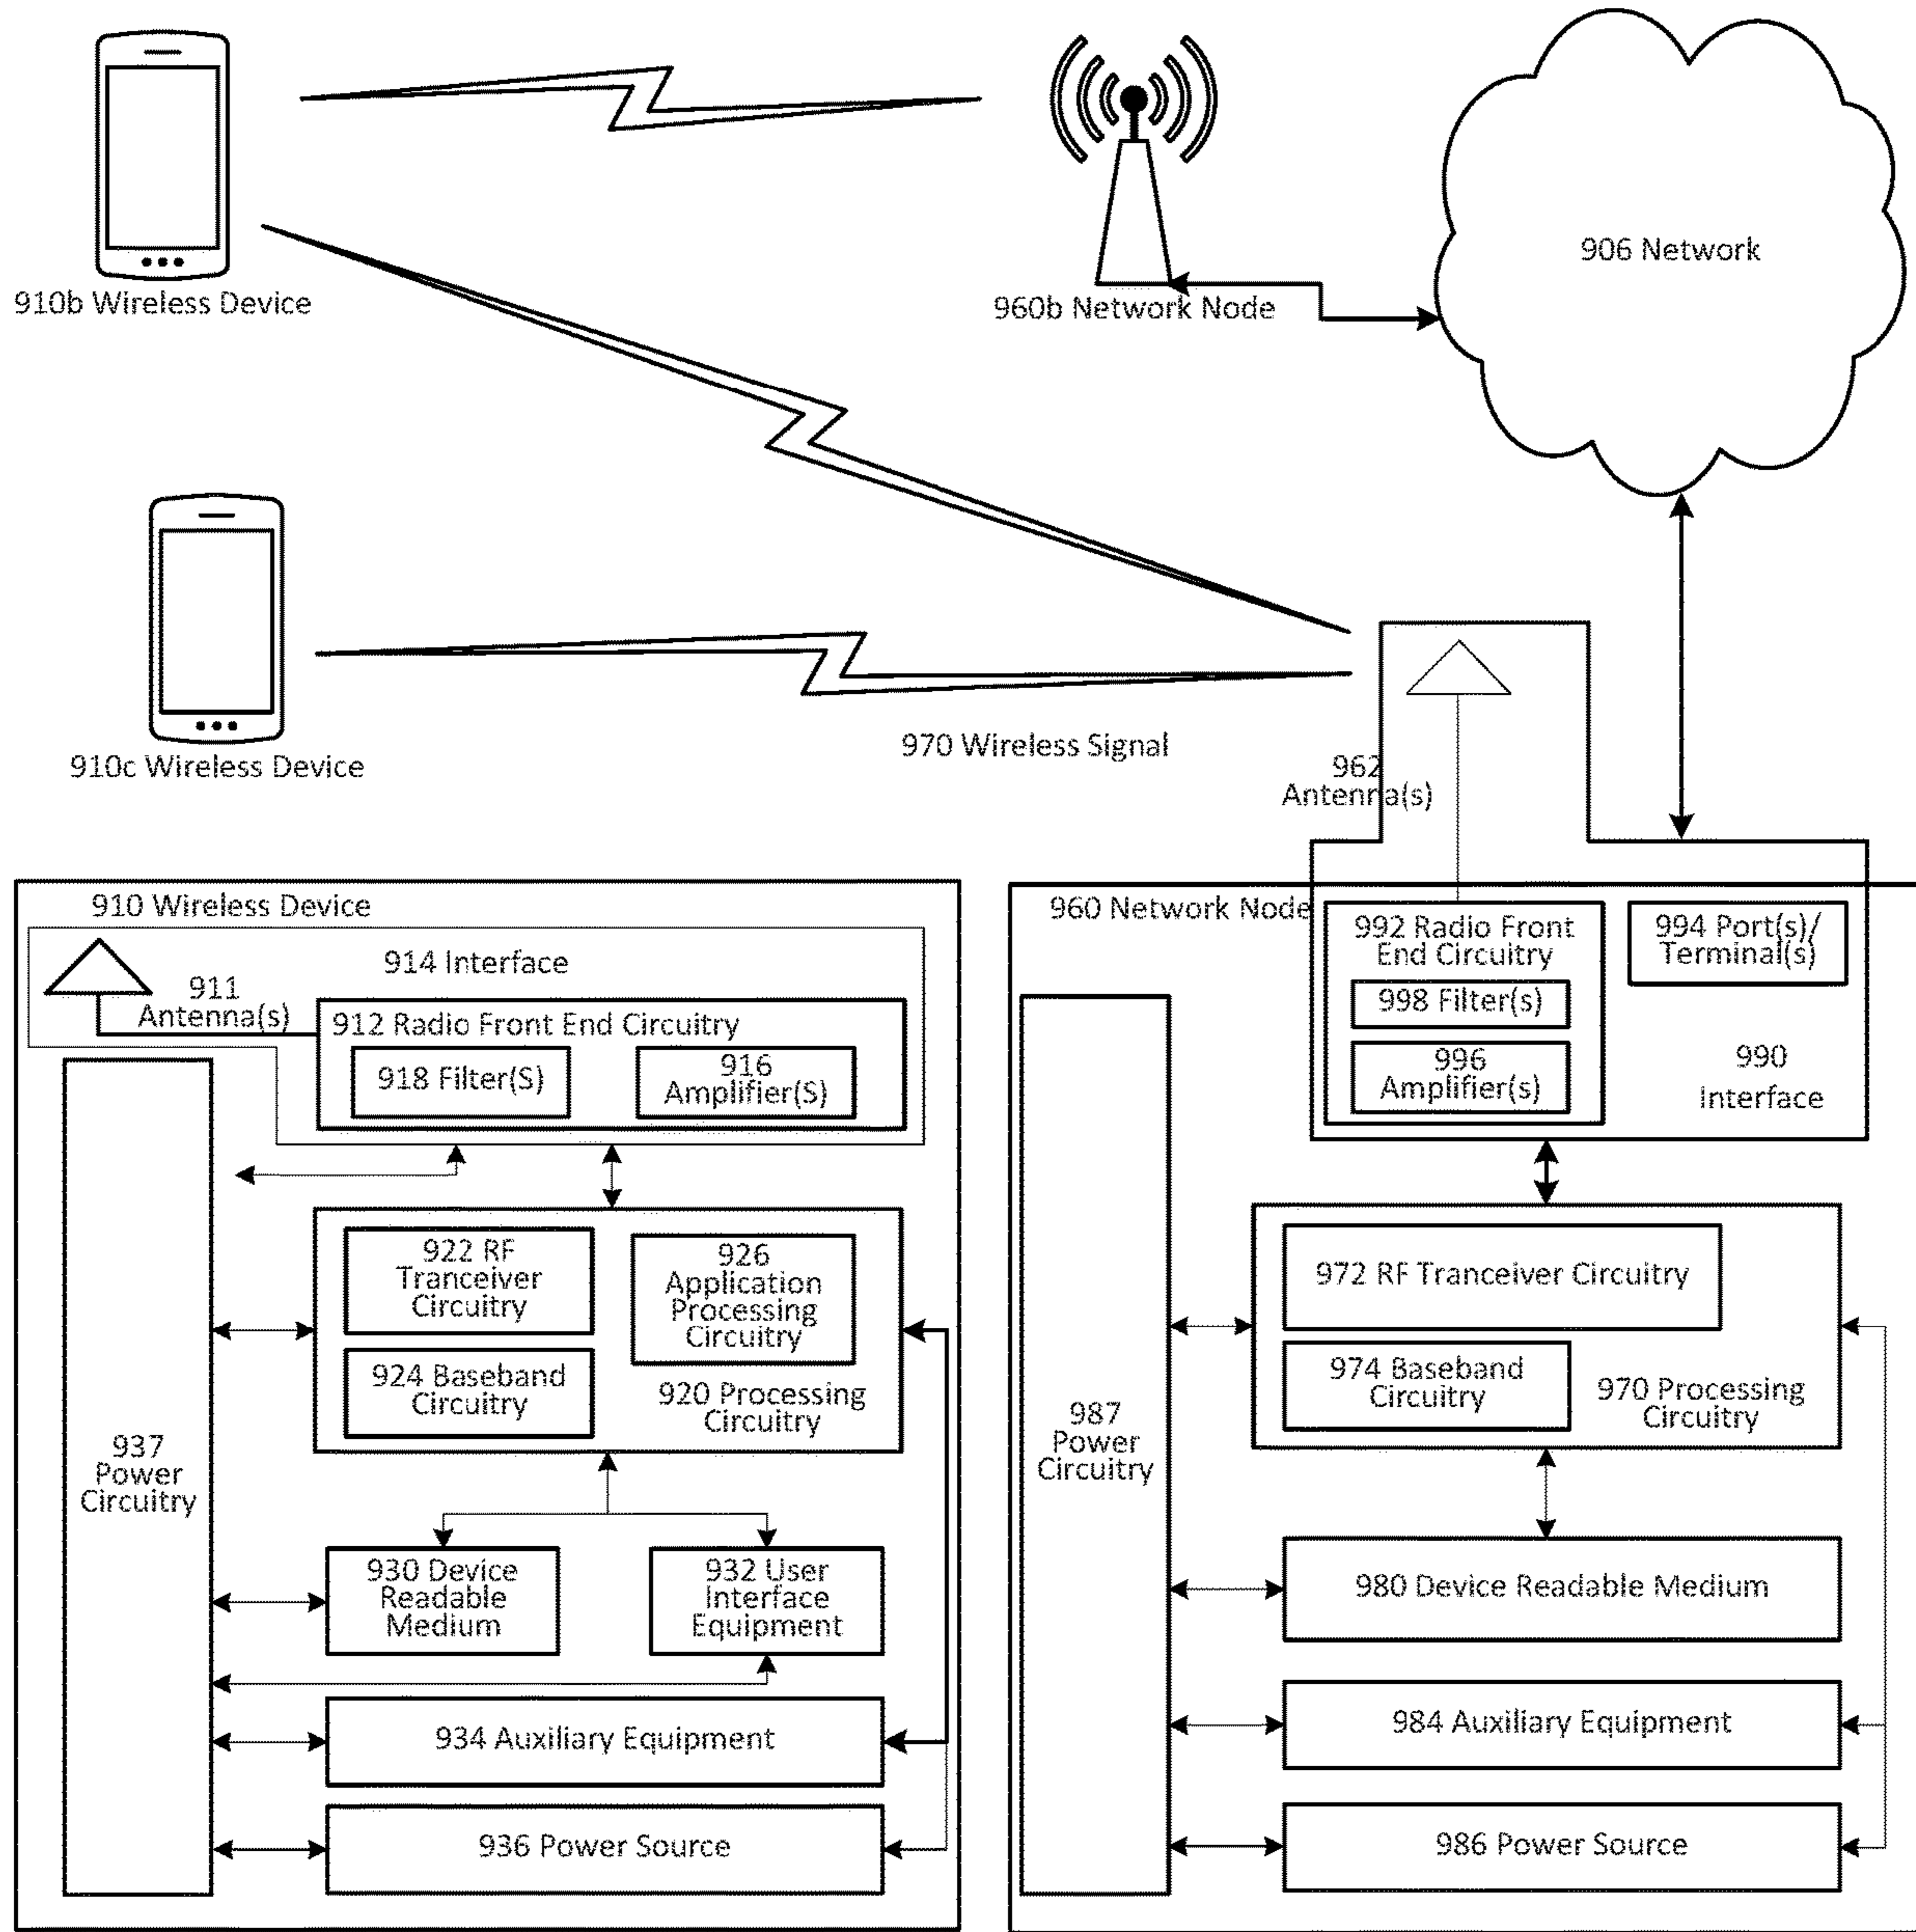 906 Network
910b Wireless Device
960b Network Node
910c Wireless Device
970 Wireless Signal
962
Antenna(s)
910 Wireless Device
914 Interface
911
Antenna(s)
912 Radio Front End Circuitry
918 Filter(S)
916
Amplifier(S)
922 RF
Tranceiver
Circuitry
926
Application
Processing
Circuitry
924 Baseband
Circuitry
920 Processing
Circuitry
937
Power
Circuitry
930 Device
Readable
Medium
932 User
Interface
Equipment
934 Auxiliary Equipment
936 Power Source
960 Network Node
992 Radio Front
End Circuitry
994 Port(s)/
Terminal(s)
998 Filter(s)
996
Amplifier(s)
990
Interface
972 RF Tranceiver Circuitry
974 Baseband
Circuitry
970 Processing
Circuitry
987
Power
Circuitry
980 Device Readable Medium
984 Auxiliary Equipment
986 Power Source